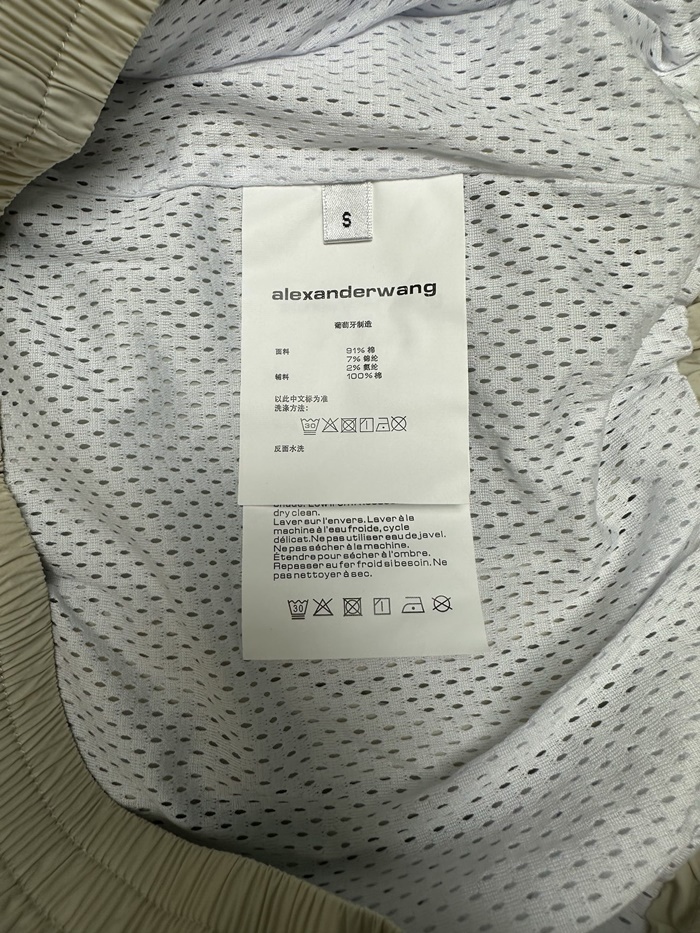 S
alexanderwang
葡萄牙制造
面料 91% 棉
7% 锦纶
2% 氨纶
辅料 100% 棉
以此中文标为准
洗涤方法:
30
反面水洗
dry clean.
Laver sur l'envers. Laver à la
machine à l'eau froide, cycle
délicat. Ne pas utiliser eau de javel.
Ne pas sécher à la machine.
Étendre pour sécher à l'ombre.
Repasser au fer froid si besoin. Ne
pas nettoyer à sec.
30